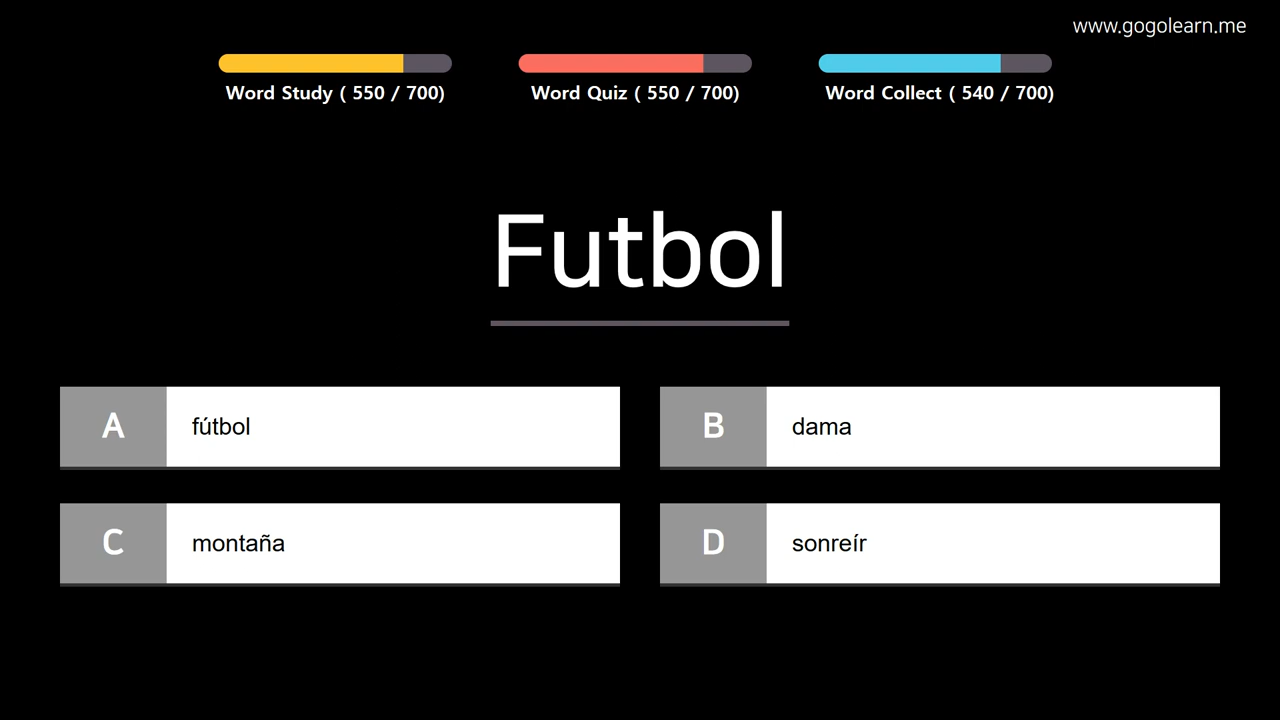 www.gogolearn.me
Word Study ( 550 / 700)
Word Quiz ( 550 / 700)
Word Collect ( 540 / 700)
Futbol
A fútbol
B dama
C montaña
D sonreír